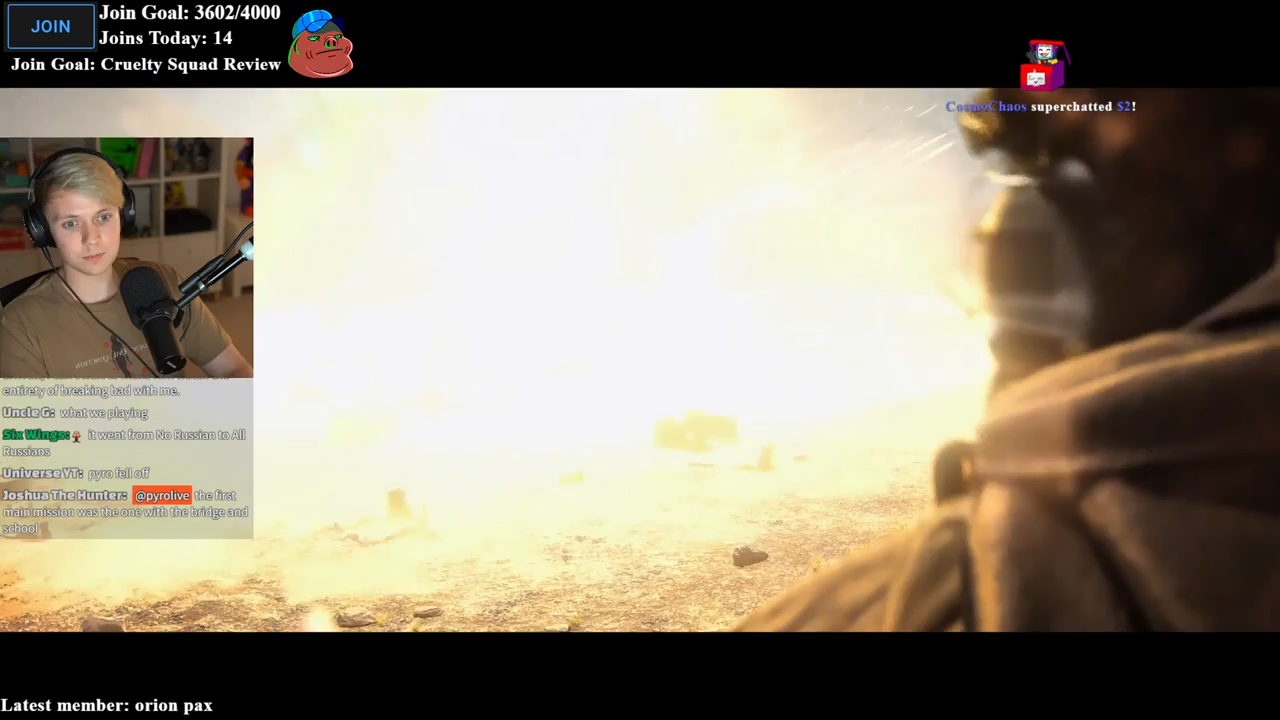 JOIN
Join Goal: 3602/4000
Joins Today: 14
Join Goal: Cruelty Squad Review
CosmoChaos superchatted $2!
entirety of breaking bad with me.
Uncle G: what we playing
Six Wings: it went from No Russian to All
Russians
Universe YT: pyro fell off
Joshua The Hunter: @pyrolive the first
main mission was the one with the bridge and
school
Latest member: orion pax